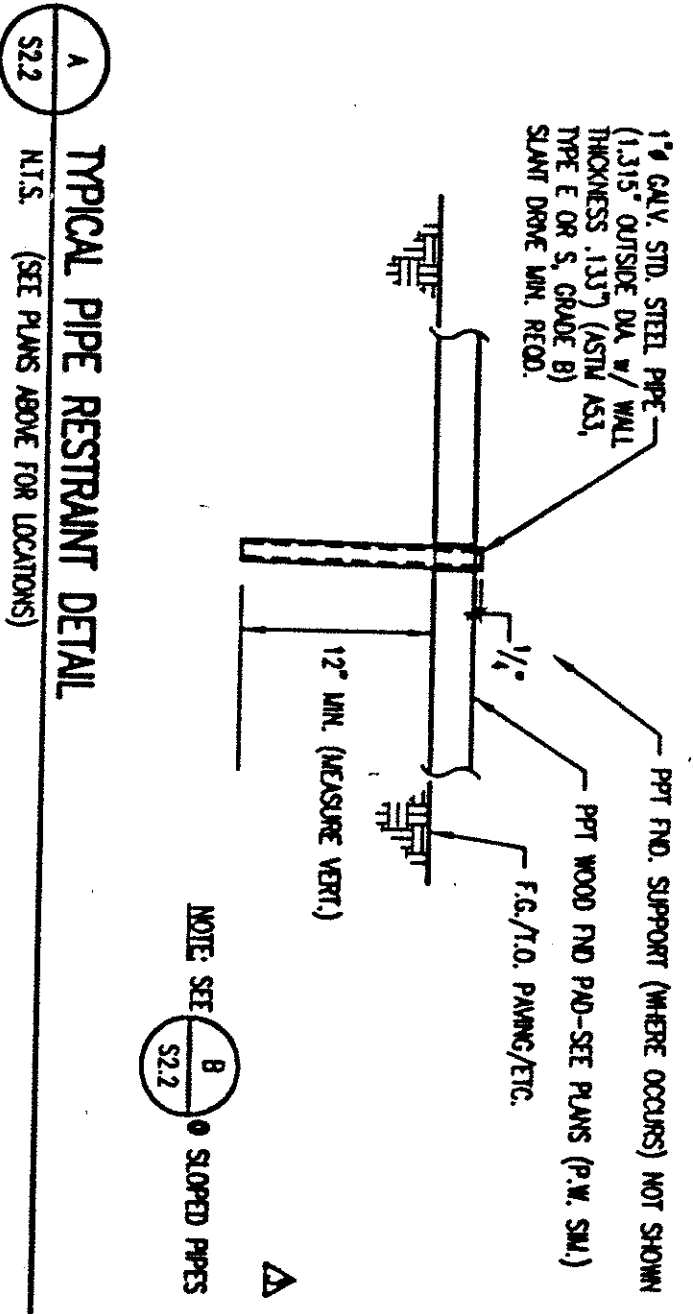 1"ø GALV. STD. STEEL PIPE
(1.315" OUTSIDE DIA. w/ WALL
THICKNESS .133") (ASTM A53,
TYPE E OR S, GRADE B)
SLANT DRIVE MIN. REQD.
PPT FND. SUPPORT (WHERE OCCURS) NOT SHOWN
PPT WOOD FND PAD-SEE PLANS (P.W. SIM.)
F.G./T.O. PAVING/ETC.
1/4"
12" MIN. (MEASURE VERT.)
NOTE: SEE B S2.2 @ SLOPED PIPES
A
S2.2
TYPICAL PIPE RESTRAINT DETAIL
N.T.S. (SEE PLANS ABOVE FOR LOCATIONS)